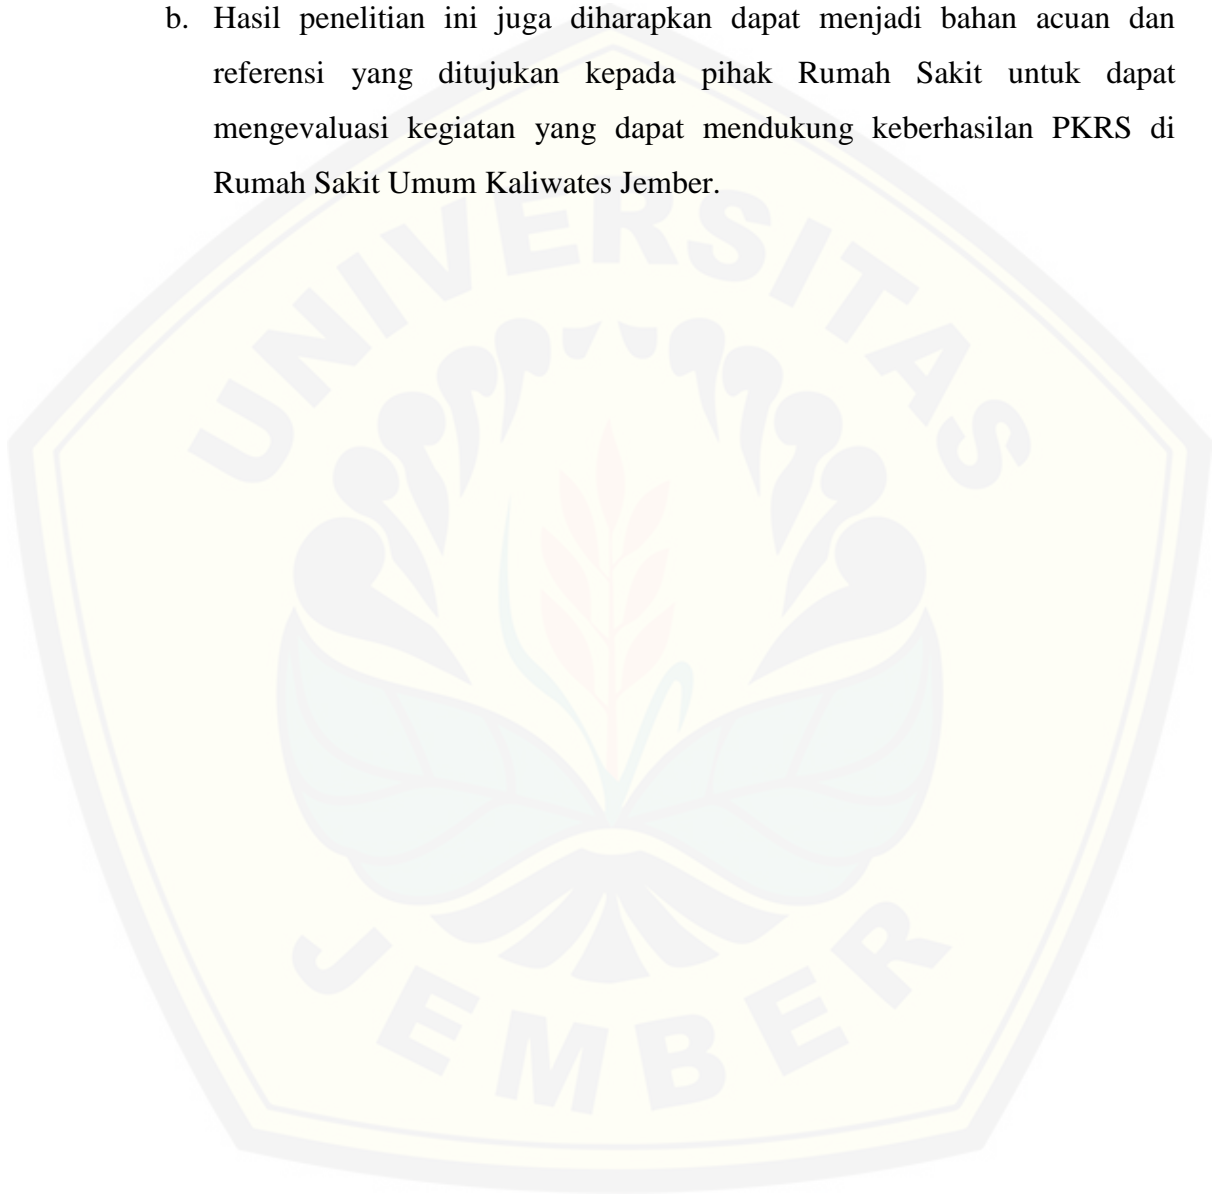 b. Hasil penelitian ini juga diharapkan dapat menjadi bahan acuan dan
referensi yang ditujukan kepada pihak Rumah Sakit untuk dapat
mengevaluasi kegiatan yang dapat mendukung keberhasilan PKRS di
Rumah Sakit Umum Kaliwates Jember.
UNIVERSITAS
JEMBER